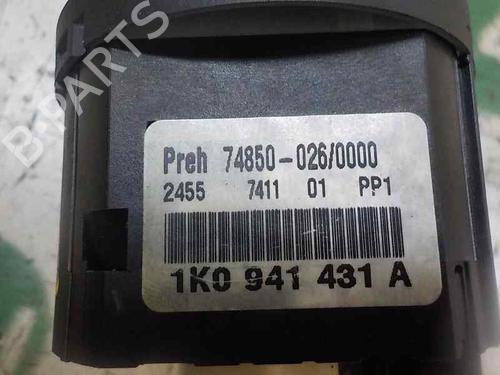 B-PARTS
Preh 74850-026/0000
2455 7411 01 PP1
1K0 941 431 A